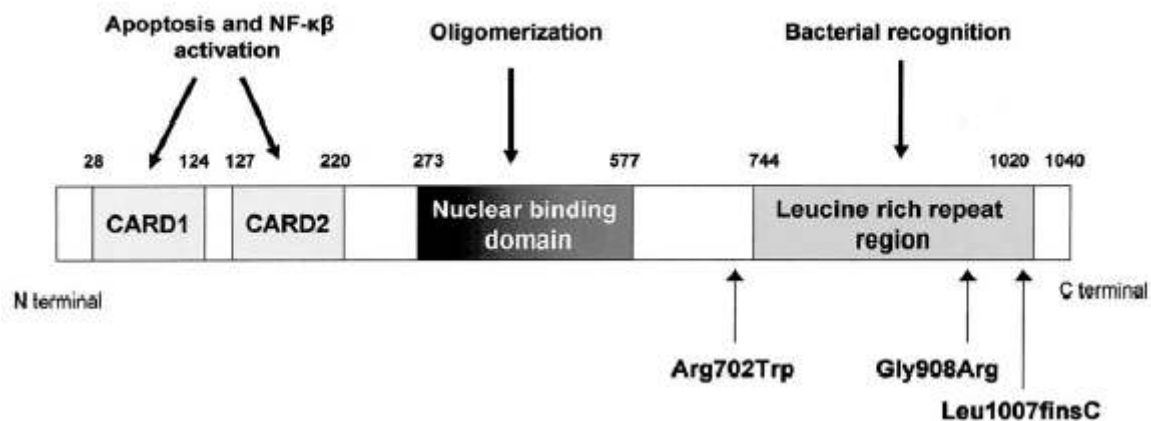 Apoptosis and NF-κβ
activation
Oligomerization
Bacterial recognition
28 124 127 220 273 577 744 1020 1040
CARD1
CARD2
Nuclear binding
domain
Leucine rich repeat
region
N terminal
C terminal
Arg702Trp
Gly908Arg
Leu1007finsC